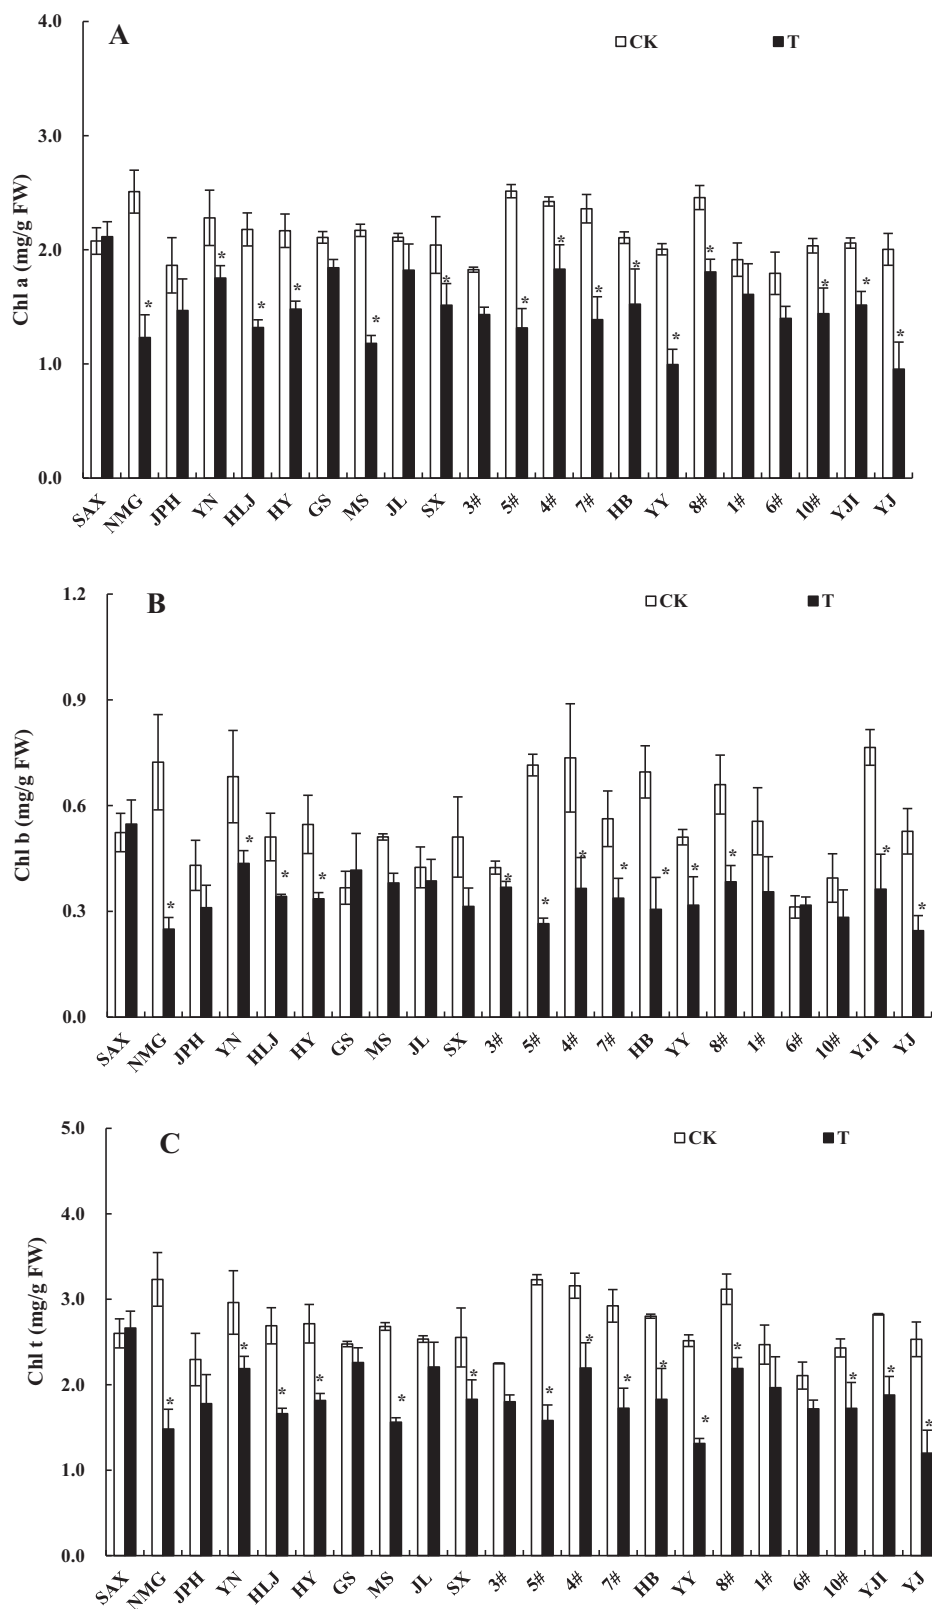 A
CK
T
4.0
3.0
2.0
1.0
0.0
Chl a (mg/g FW)
* * * * * * * * * * * * * * *
SAX NMG JPH YN HLJ HY GS MS JL SX 3# 5# 4# 7# HB YY 8# 1# 6# 10# YJI YJ
B
CK
T
1.2
0.9
0.6
0.3
0.0
Chl b (mg/g FW)
* * * * * * * * * * * * *
SAX NMG JPH YN HLJ HY GS MS JL SX 3# 5# 4# 7# HB YY 8# 1# 6# 10# YJI YJ
C
CK
T
5.0
4.0
3.0
2.0
1.0
0.0
Chl t (mg/g FW)
* * * * * * * * * * * * * * *
SAX NMG JPH YN HLJ HY GS MS JL SX 3# 5# 4# 7# HB YY 8# 1# 6# 10# YJI YJ